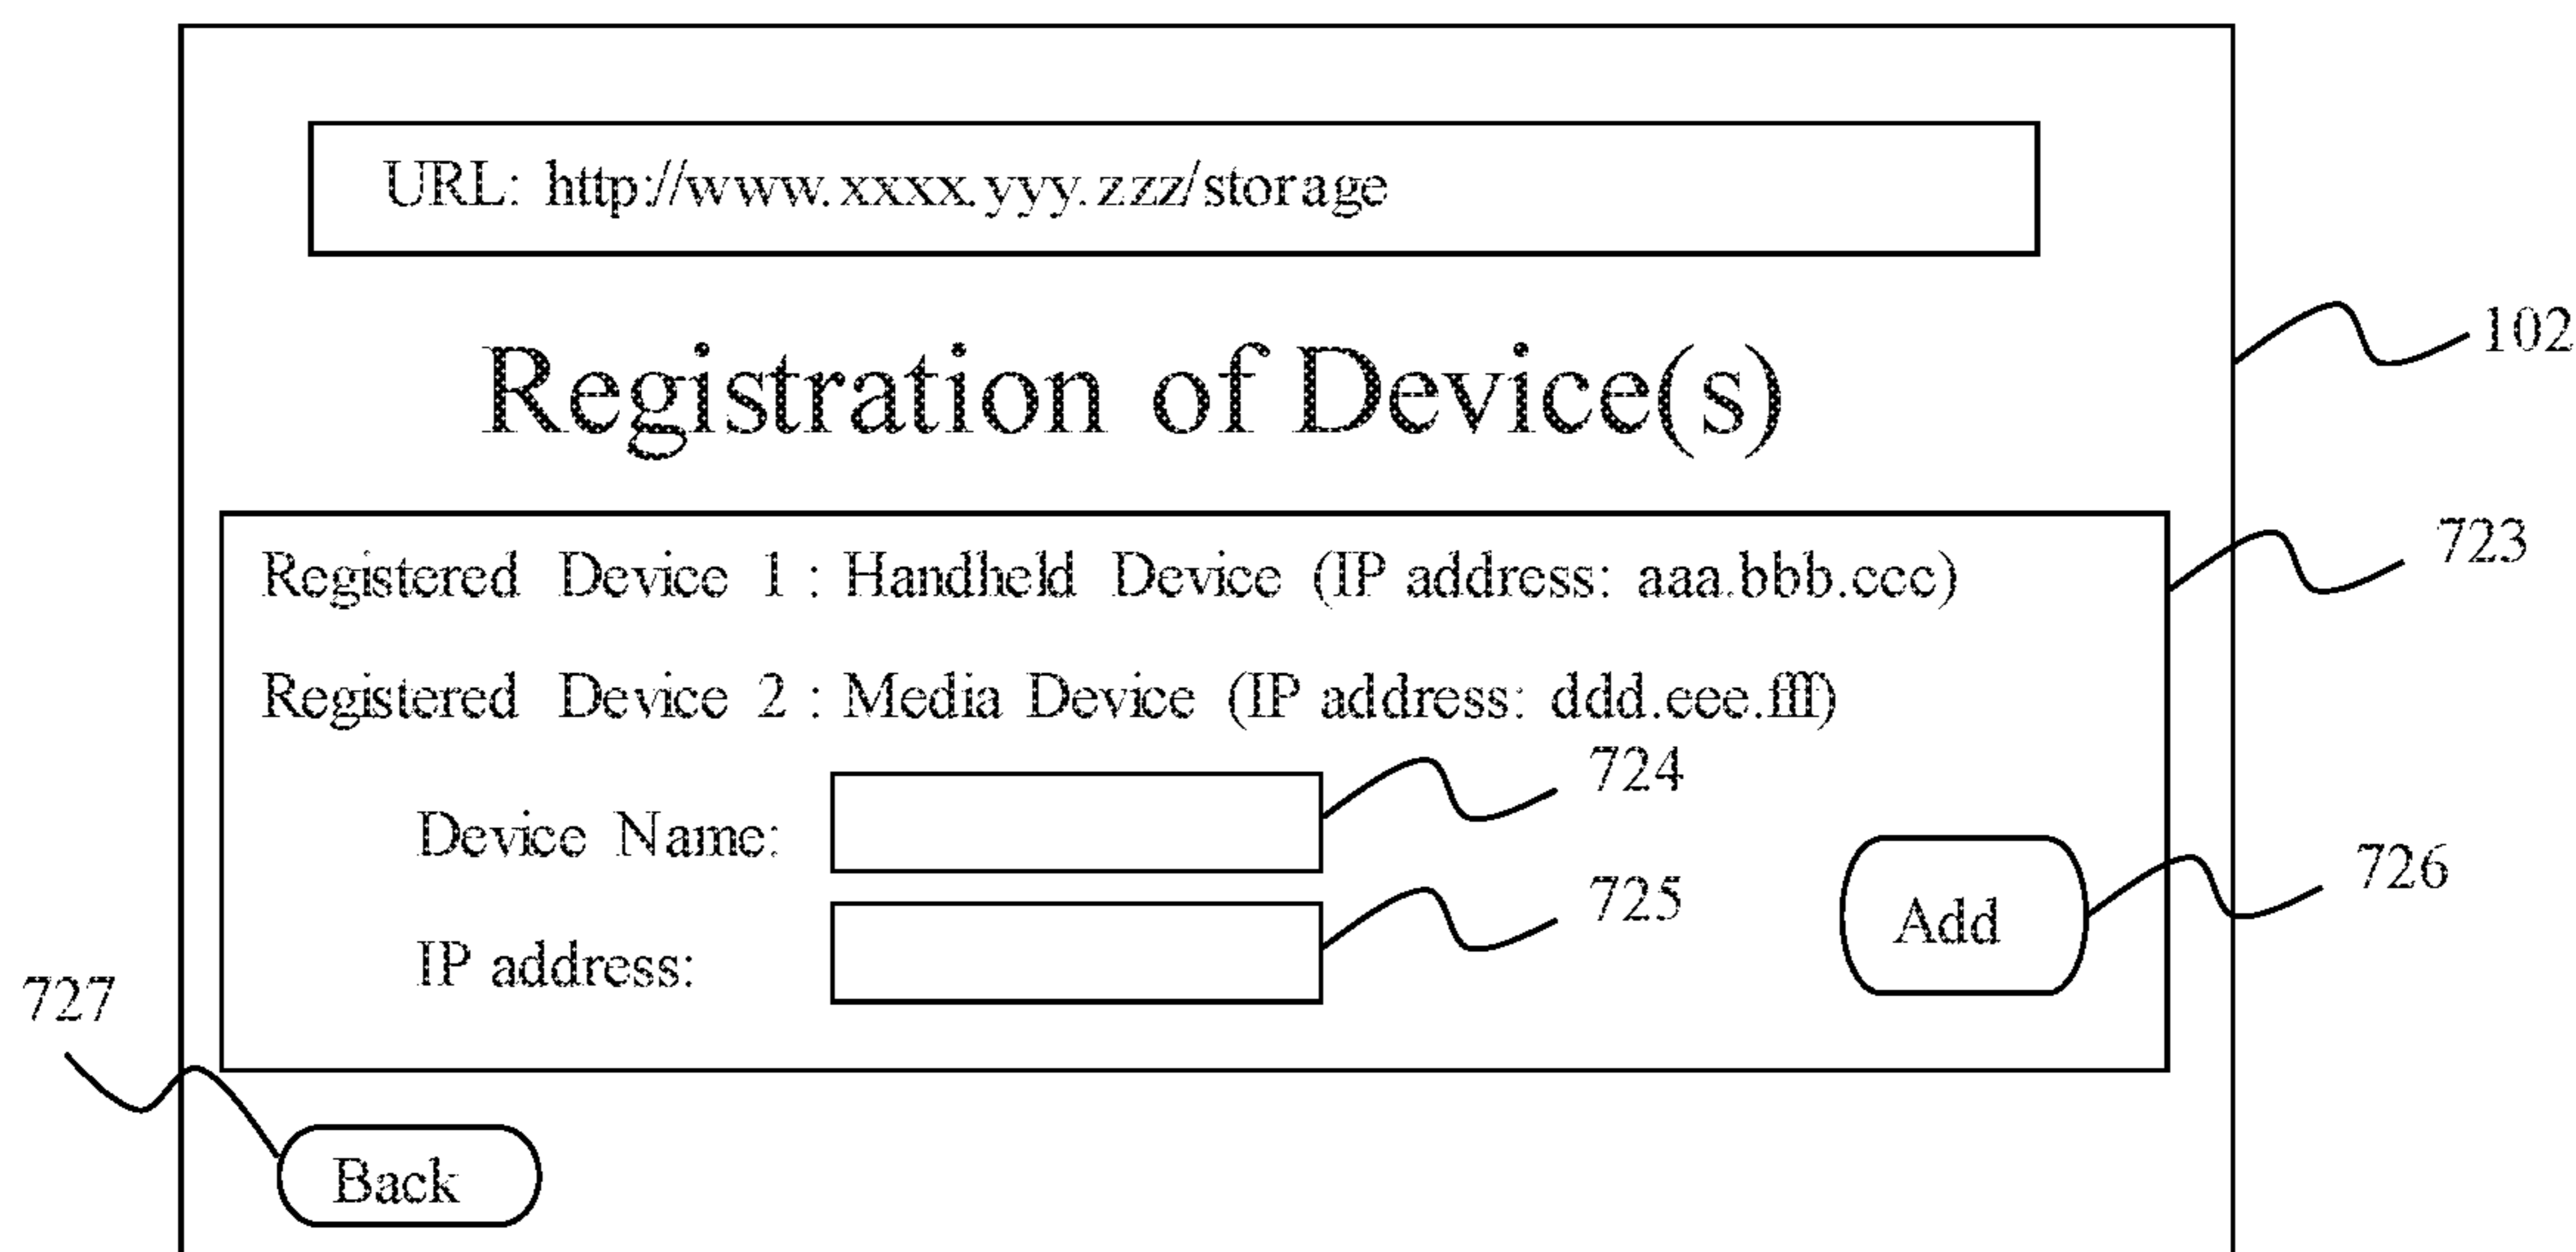 URL: http://www.xxxx.yyy.zzz/storage
102
Registration of Device(s)
723
Registered Device 1 : Handheld Device (IP address: aaa.bbb.ccc)
Registered Device 2 : Media Device (IP address: ddd.eee.fff)
724
Device Name:
726
725
Add
IP address:
727
Back